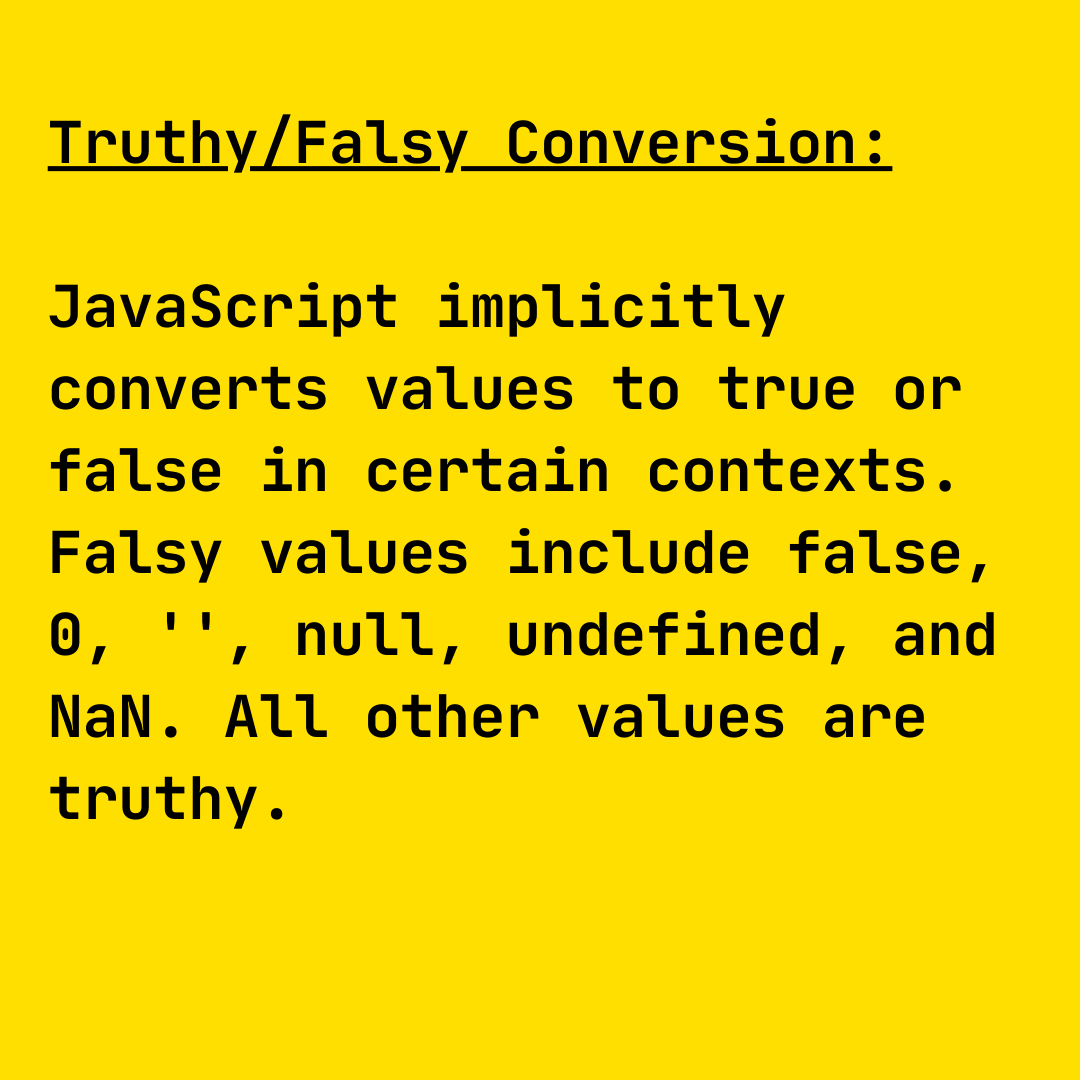 Truthy/Falsy Conversion:
JavaScript implicitly
converts values to true or
false in certain contexts.
Falsy values include false,
0, '', null, undefined, and
NaN. All other values are
truthy.